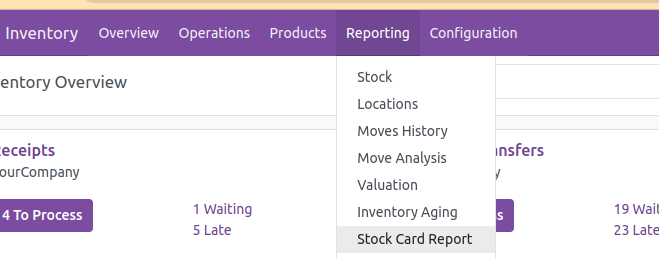 Inventory Overview Operations Products Reporting Configuration
entory Overview
Stock
Locations
Moves History
Move Analysis
Valuation
Inventory Aging
Stock Card Report
eceipts
ourCompany
4 To Process
1 Waiting
5 Late
nsfers
y
s
19 Wait
23 Late